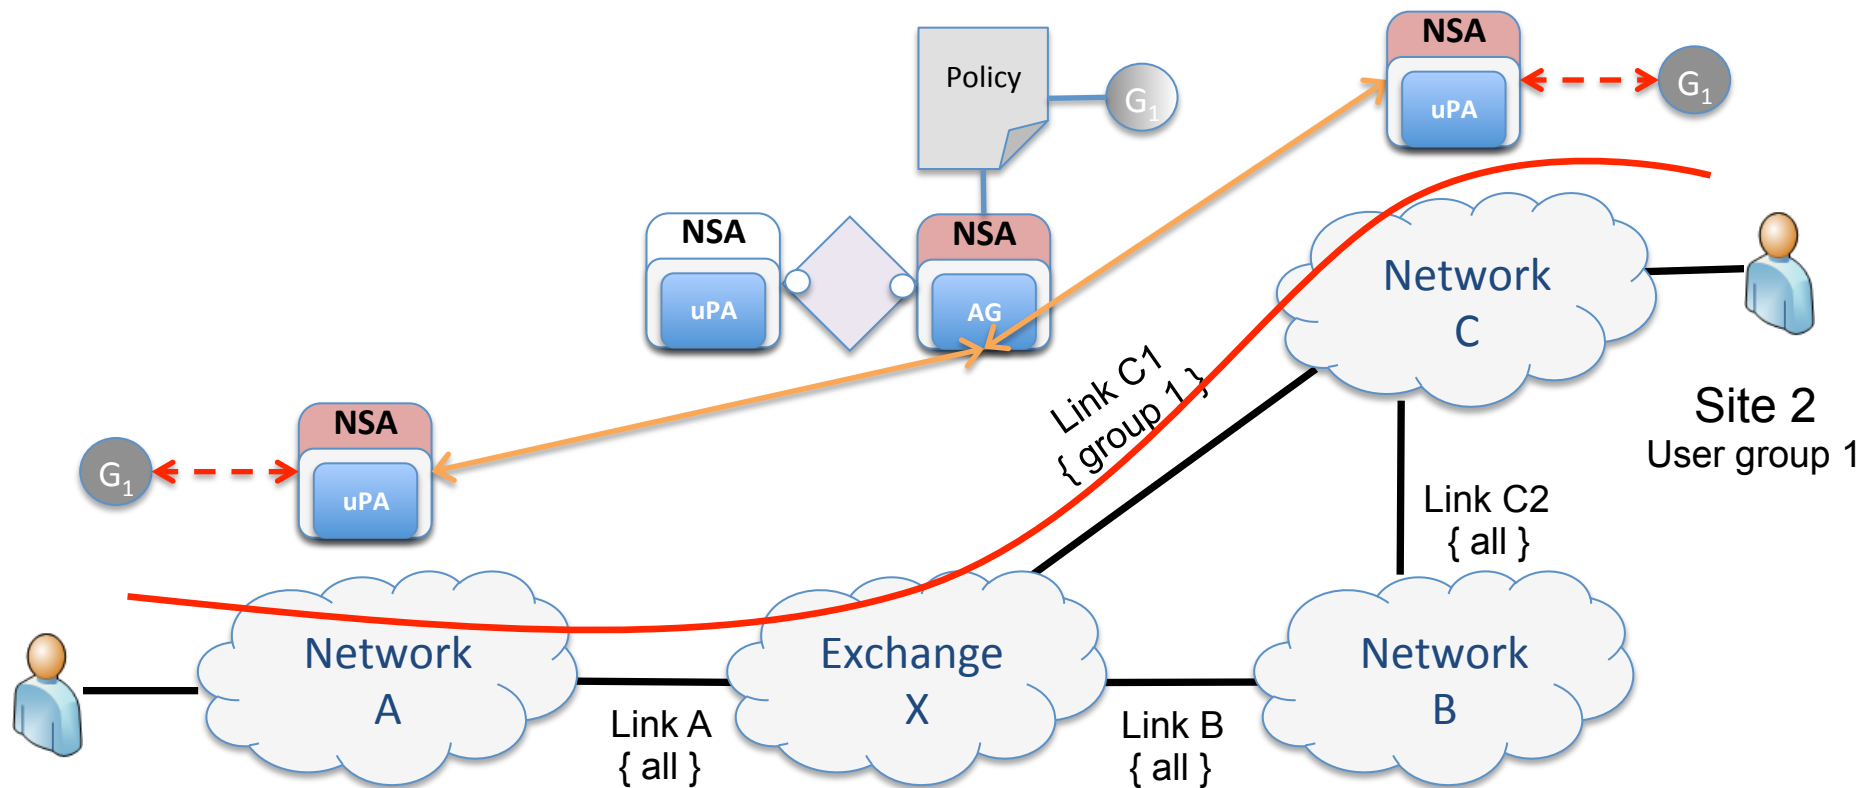 NSA
uPA
G1
Policy
G1
NSA
uPA
NSA
AG
Network
C
Link C1
{ group 1 }
Site 2
User group 1
NSA
uPA
G1
Link C2
{ all }
Network
A
Exchange
X
Network
B
Link A
{ all }
Link B
{ all }